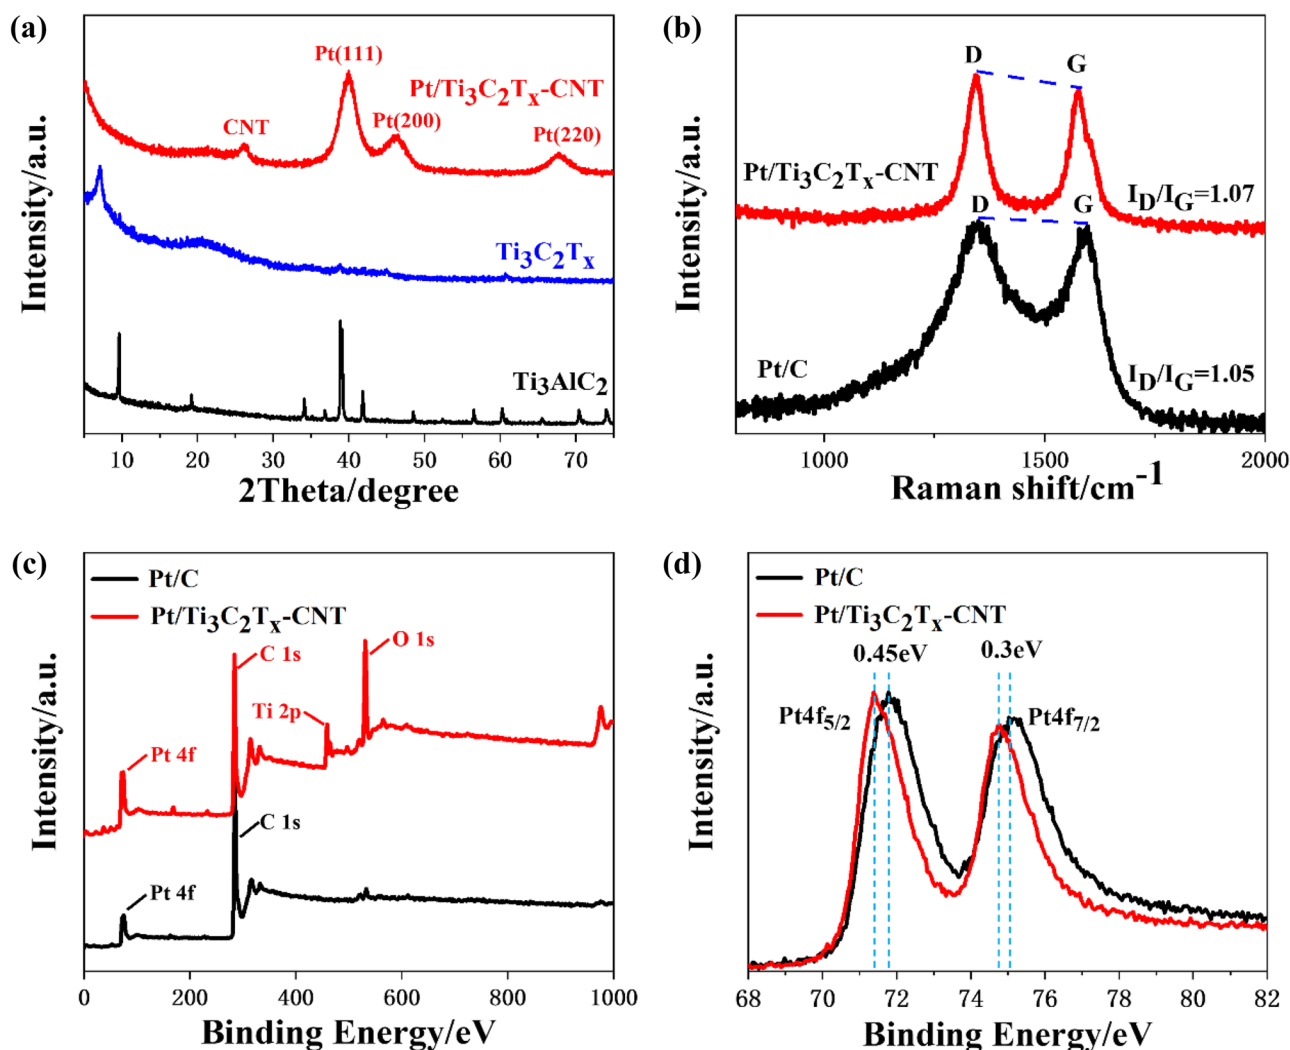 (a)
Intensity/a.u.
Pt(111)
Pt/Ti₃C₂Tₓ-CNT
CNT
Pt(200)
Pt(220)
Ti₃C₂Tₓ
Ti₃AlC₂
10 20 30 40 50 60 70
2Theta/degree
(b)
Intensity/a.u.
D G
Pt/Ti₃C₂Tₓ-CNT
I_D/I_G=1.07
D G
Pt/C
I_D/I_G=1.05
1000 1500 2000
Raman shift/cm⁻¹
(c)
Intensity/a.u.
Pt/C
Pt/Ti₃C₂Tₓ-CNT
O 1s
C 1s
Ti 2p
Pt 4f
C 1s
Pt 4f
0 200 400 600 800 1000
Binding Energy/eV
(d)
Intensity/a.u.
Pt/C
Pt/Ti₃C₂Tₓ-CNT
0.45eV 0.3eV
Pt4f5/2 Pt4f7/2
68 70 72 74 76 78 80 82
Binding Energy/eV